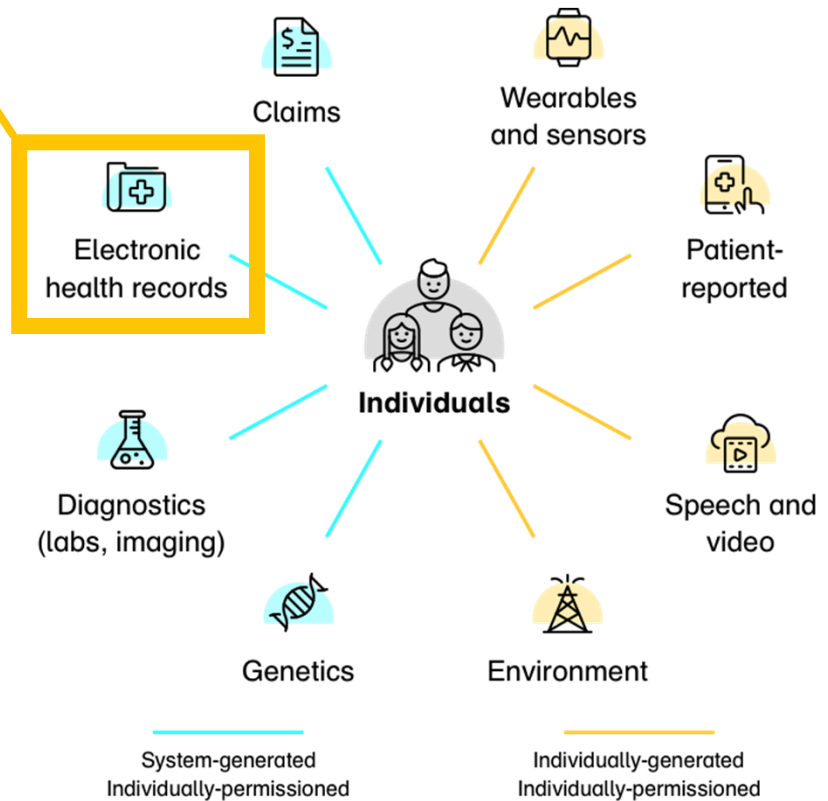 Claims
Wearables
and sensors
Electronic
health records
Patient-
reported
Individuals
Diagnostics
(labs, imaging)
Speech and
video
Genetics
Environment
System-generated
Individually-permissioned
Individually-generated
Individually-permissioned